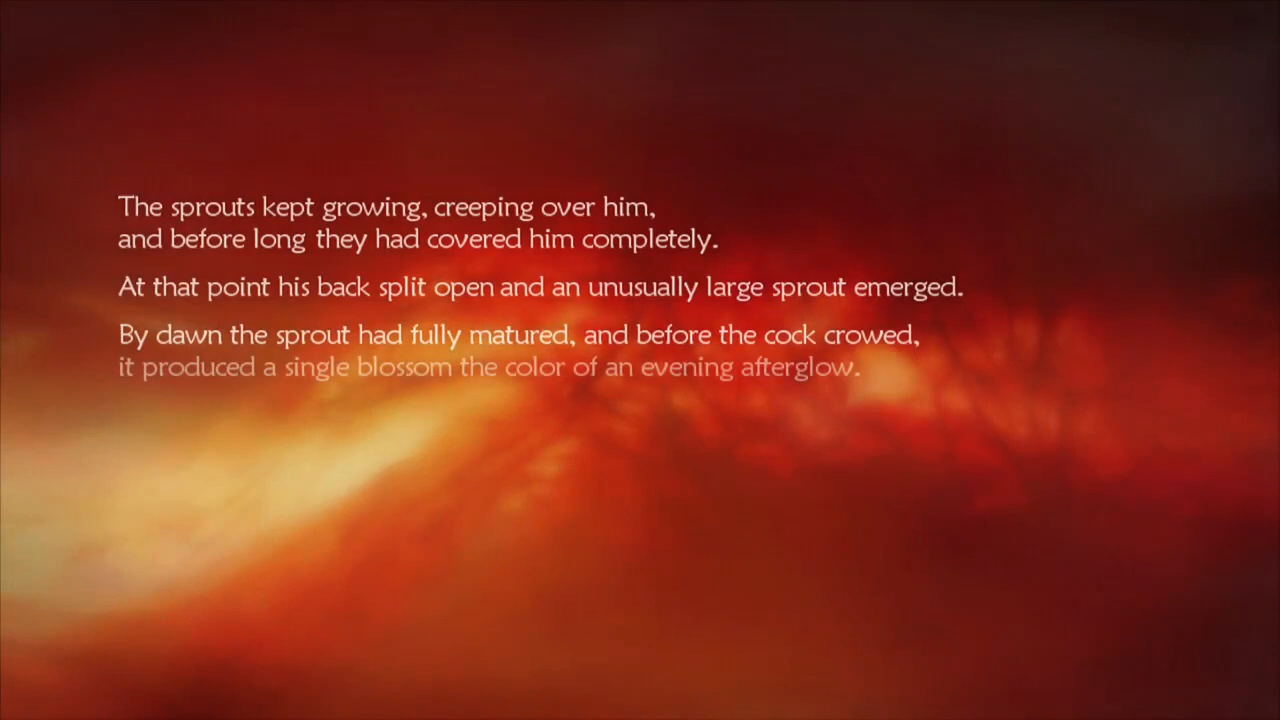 The sprouts kept growing, creeping over him,
and before long they had covered him completely.
At that point his back split open and an unusually large sprout emerged.
By dawn the sprout had fully matured, and before the cock crowed,
it produced a single blossom the color of an evening afterglow.